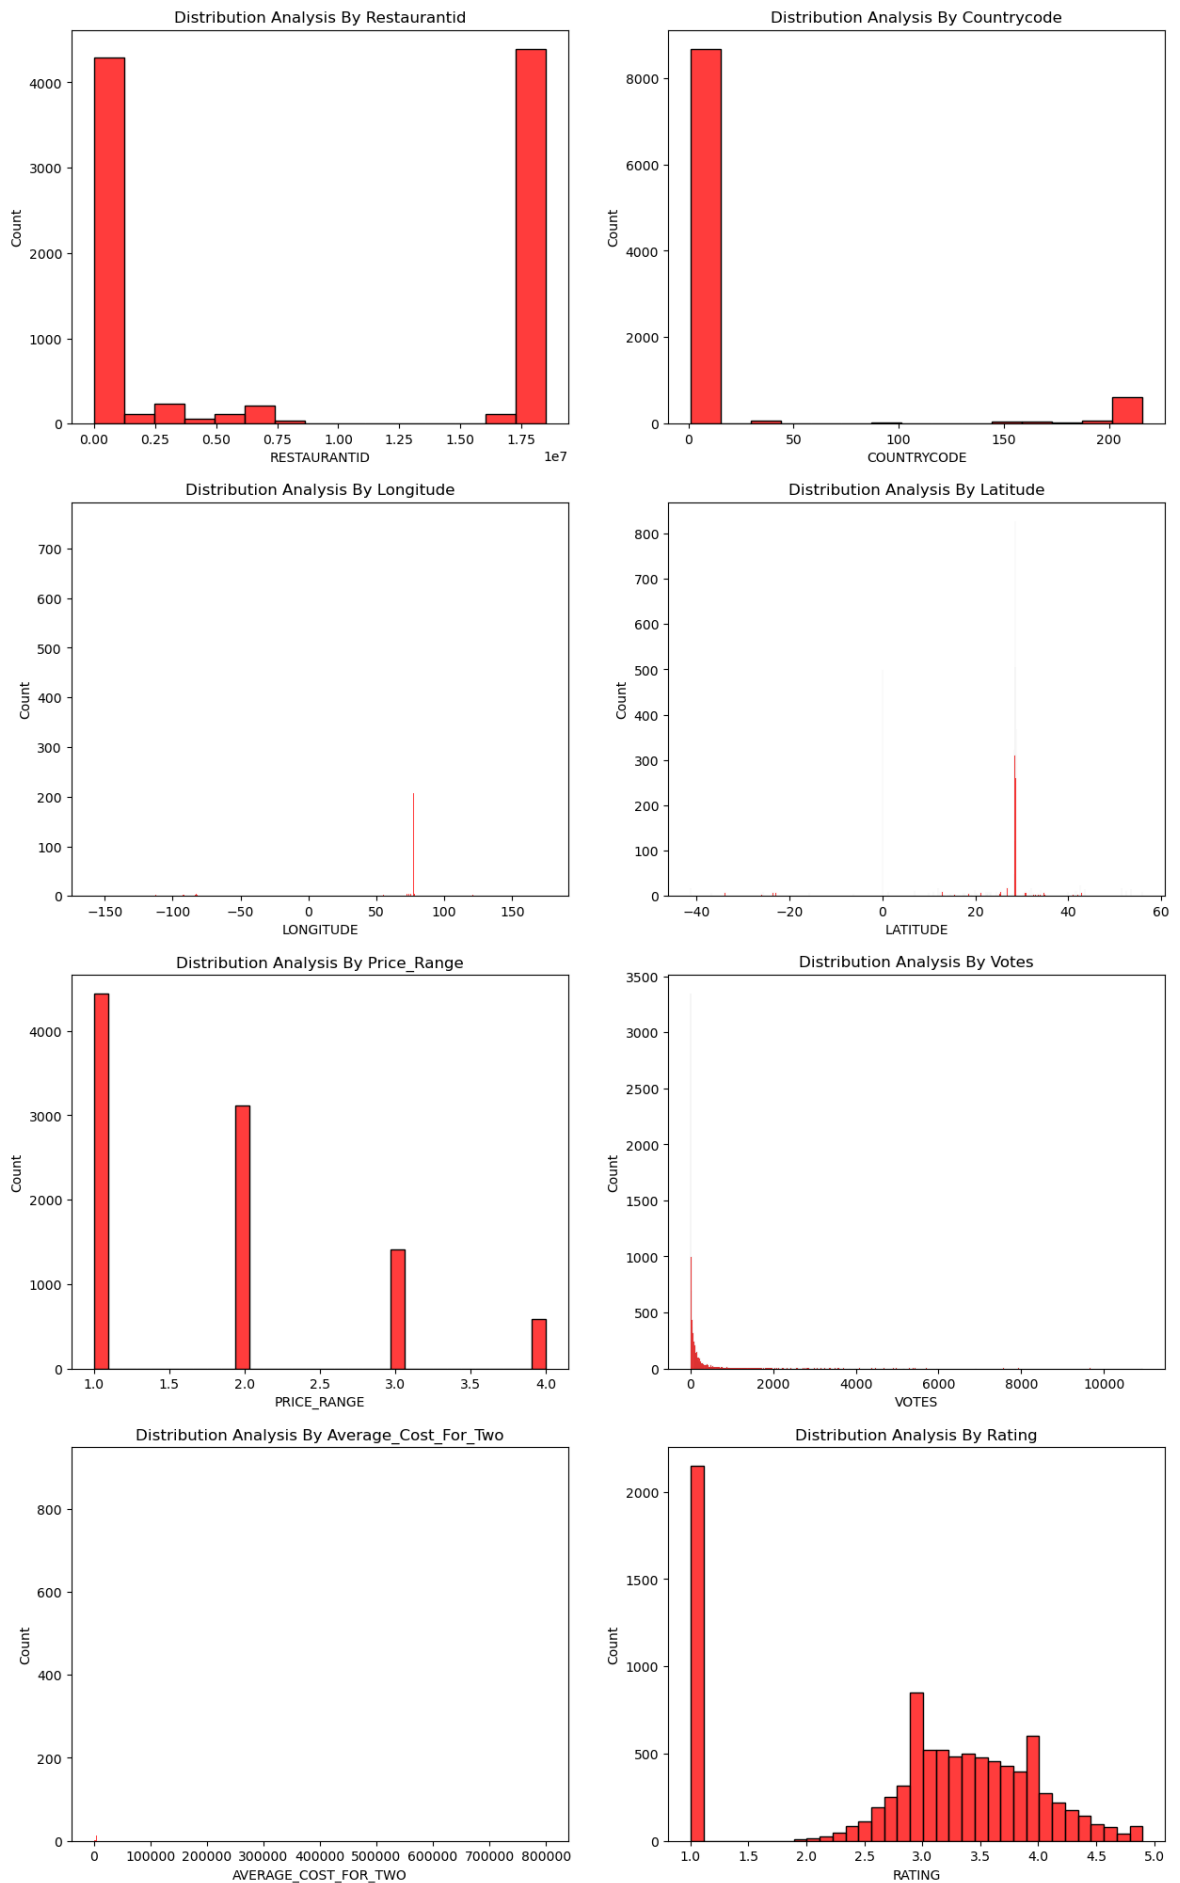 Distribution Analysis By Restaurantid
Count
4000
3000
2000
1000
0
0.00 0.25 0.50 0.75 1.00 1.25 1.50 1.75
1e7
RESTAURANTID
Distribution Analysis By Countrycode
Count
8000
6000
4000
2000
0
0 50 100 150 200
COUNTRYCODE
Distribution Analysis By Longitude
Count
700
600
500
400
300
200
100
0
−150 −100 −50 0 50 100 150
LONGITUDE
Distribution Analysis By Latitude
Count
800
700
600
500
400
300
200
100
0
−40 −20 0 20 40 60
LATITUDE
Distribution Analysis By Price_Range
Count
4000
3000
2000
1000
0
1.0 1.5 2.0 2.5 3.0 3.5 4.0
PRICE_RANGE
Distribution Analysis By Votes
Count
3500
3000
2500
2000
1500
1000
500
0
0 2000 4000 6000 8000 10000
VOTES
Distribution Analysis By Average_Cost_For_Two
Count
800
600
400
200
0
0 100000 200000 300000 400000 500000 600000 700000 800000
AVERAGE_COST_FOR_TWO
Distribution Analysis By Rating
Count
2000
1500
1000
500
0
1.0 1.5 2.0 2.5 3.0 3.5 4.0 4.5 5.0
RATING